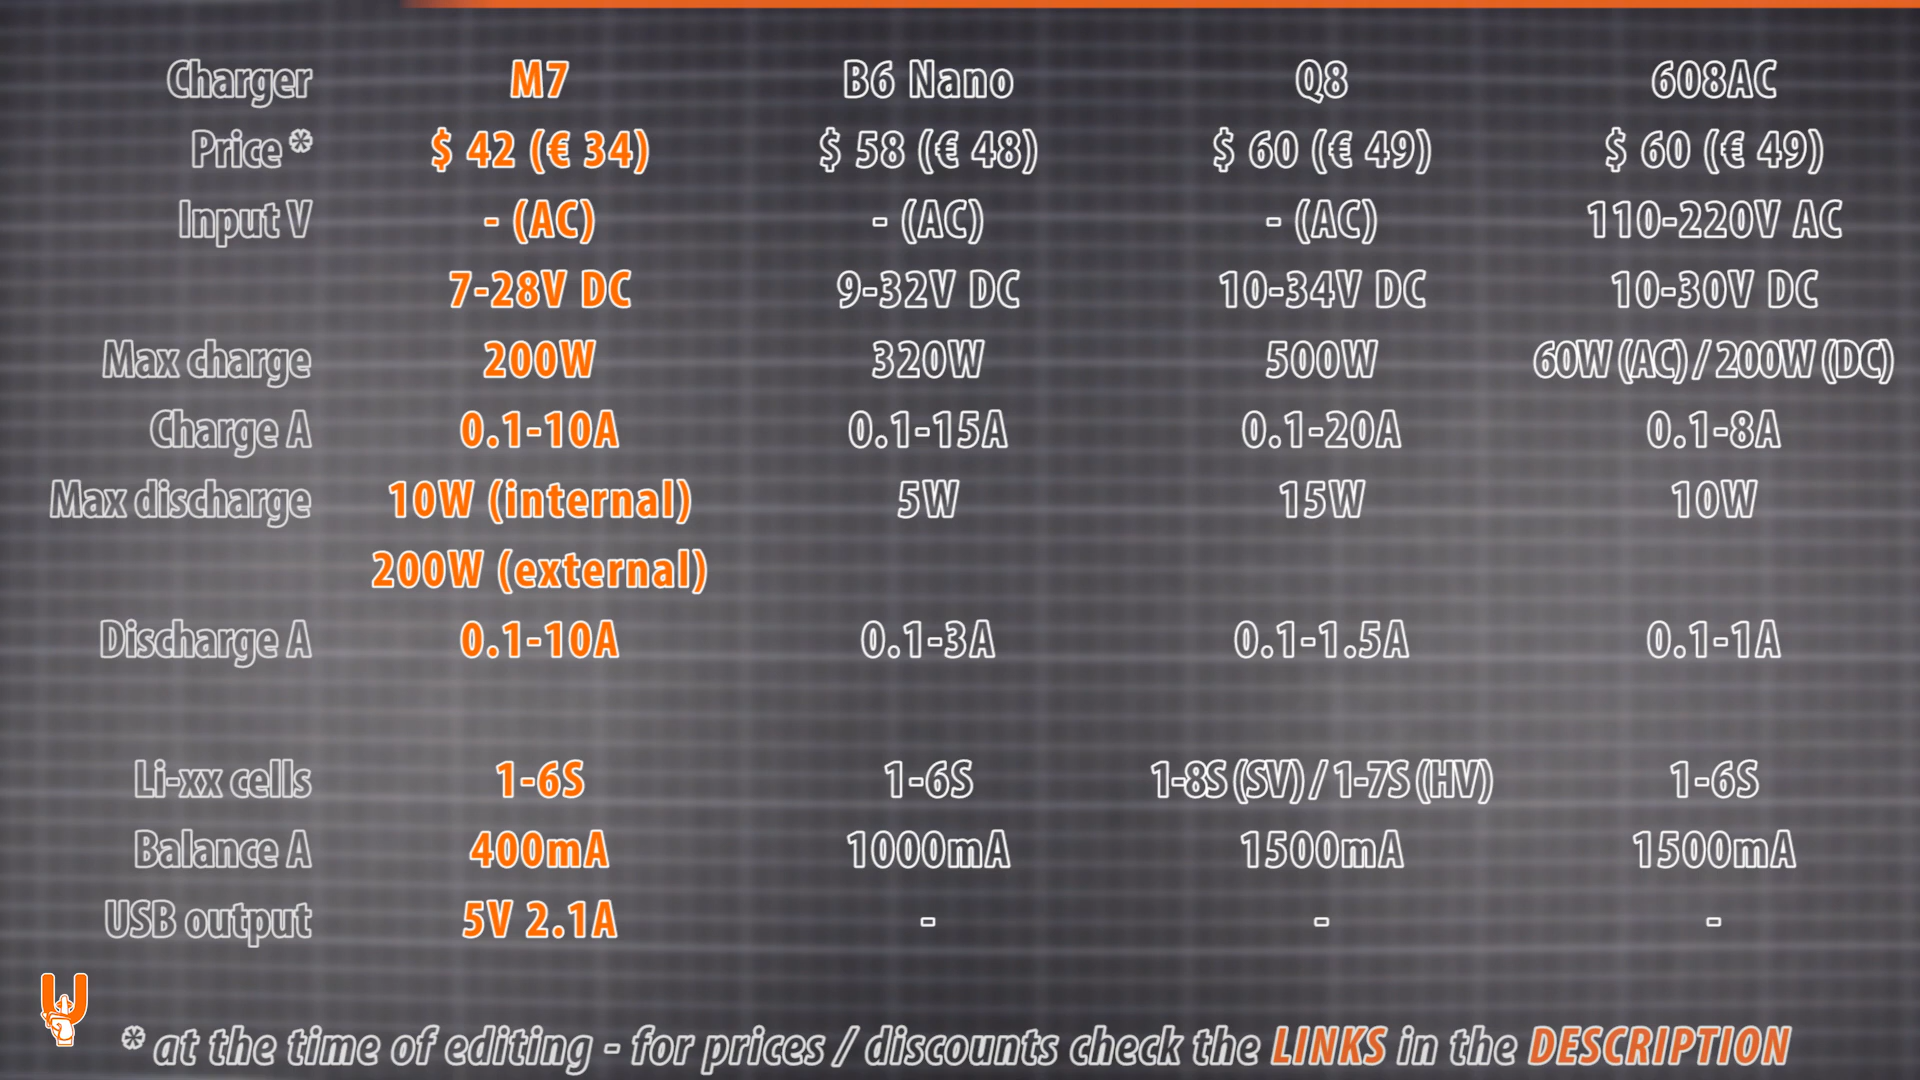 Charger M7 B6 Nano Q8 608AC
Price * $ 42 (€ 34) $ 58 (€ 48) $ 60 (€ 49) $ 60 (€ 49)
Input V - (AC) - (AC) - (AC) 110-220V AC
7-28V DC 9-32V DC 10-34V DC 10-30V DC
Max charge 200W 320W 500W 60W (AC) / 200W (DC)
Charge A 0.1-10A 0.1-15A 0.1-20A 0.1-8A
Max discharge 10W (internal) 5W 15W 10W
200W (external)
Discharge A 0.1-10A 0.1-3A 0.1-1.5A 0.1-1A
Li-xx cells 1-6S 1-6S 1-8S (SV) / 1-7S (HV) 1-6S
Balance A 400mA 1000mA 1500mA 1500mA
USB output 5V 2.1A - - -
* at the time of editing - for prices / discounts check the LINKS in the DESCRIPTION